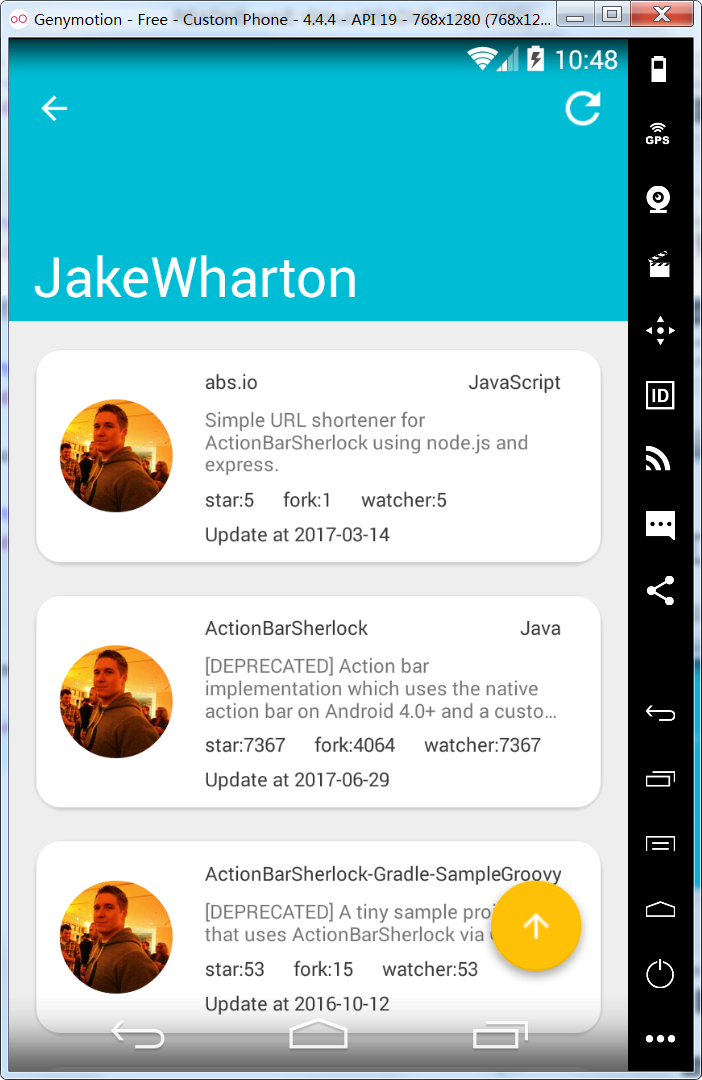 Genymotion - Free - Custom Phone - 4.4.4 - API 19 - 768x1280 (768x12...
10:48
GPS
JakeWharton
ID
abs.io JavaScript
Simple URL shortener for
ActionBarSherlock using node.js and
express.
star:5 fork:1 watcher:5
Update at 2017-03-14
ActionBarSherlock Java
[DEPRECATED] Action bar
implementation which uses the native
action bar on Android 4.0+ and a custo...
star:7367 fork:4064 watcher:7367
Update at 2017-06-29
ActionBarSherlock-Gradle-SampleGroovy
[DEPRECATED] A tiny sample
that uses ActionBarSherlock via
star:53 fork:15 watcher:53
Update at 2016-10-12